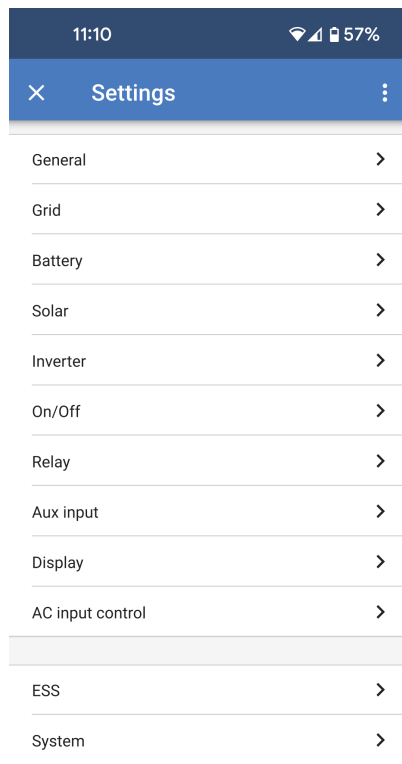 11:10 57%
Settings
General
Grid
Battery
Solar
Inverter
On/Off
Relay
Aux input
Display
AC input control
ESS
System